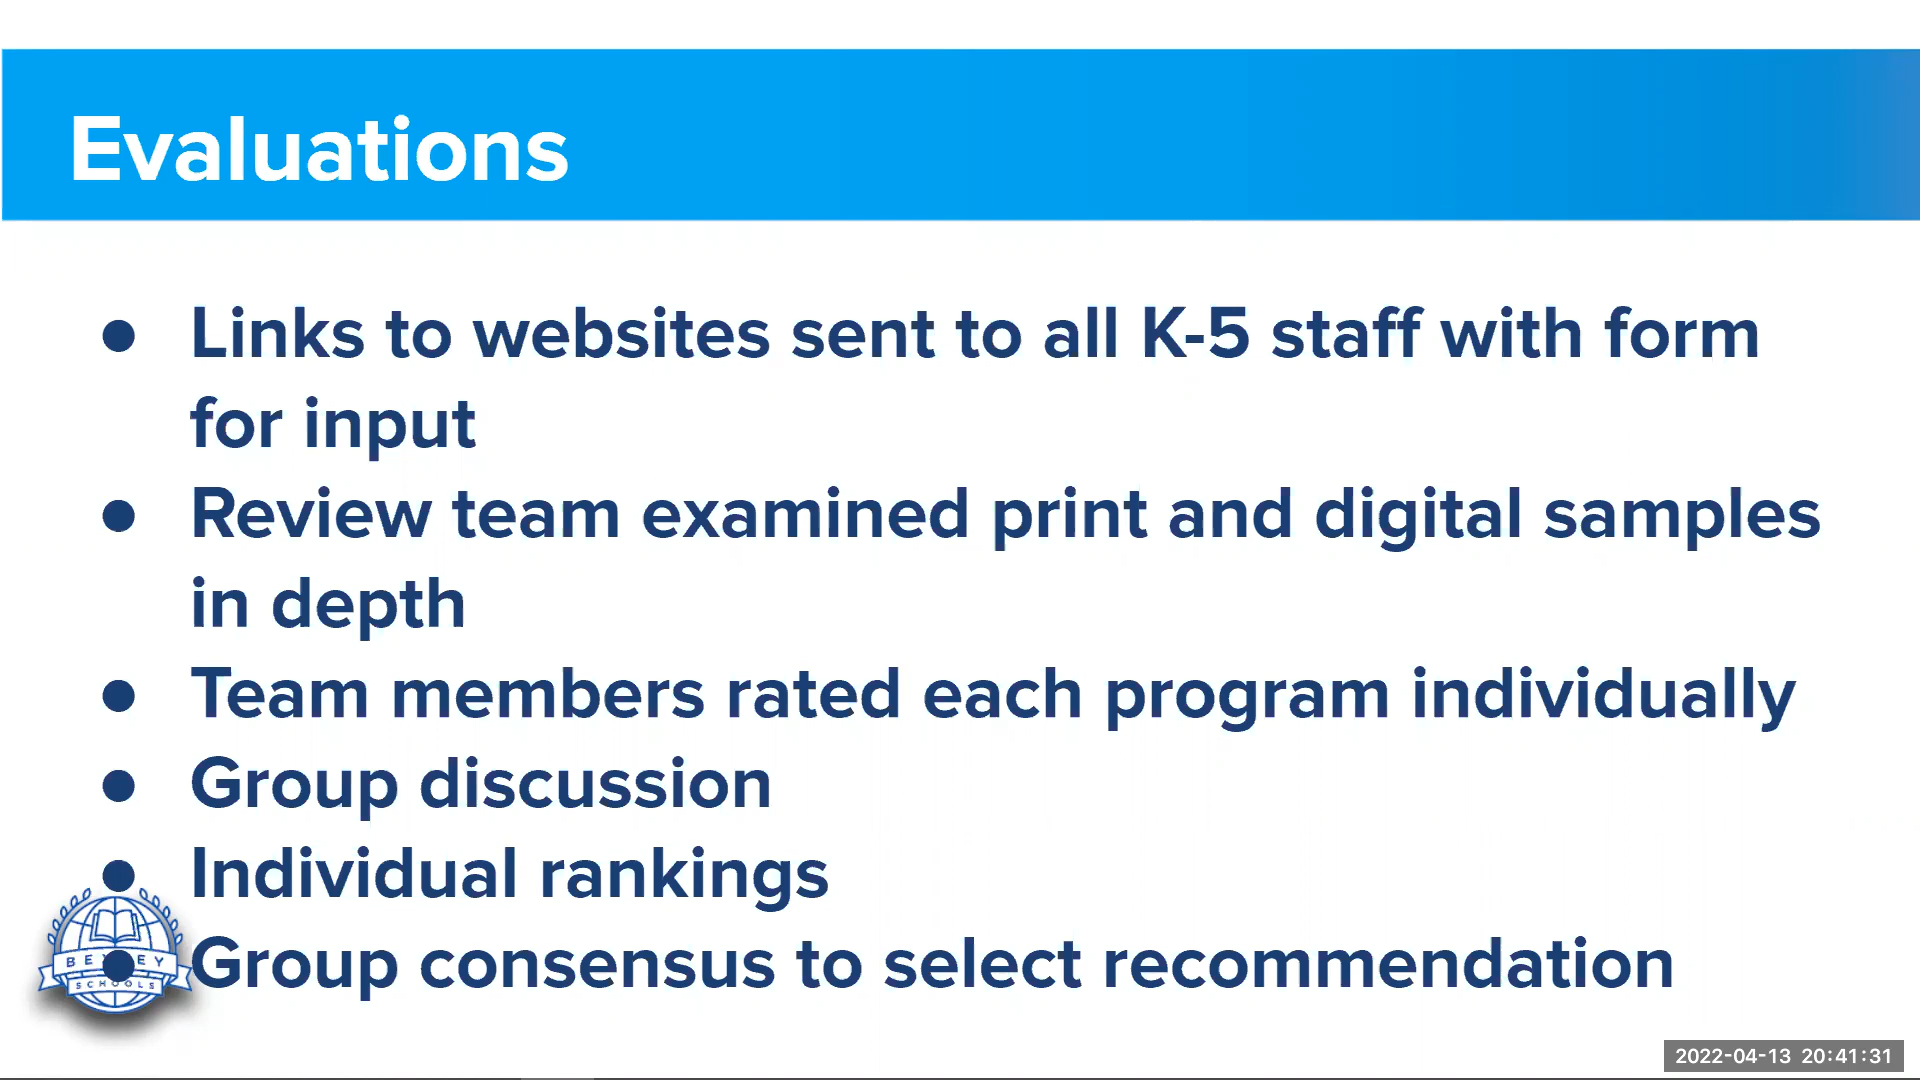 Evaluations
● Links to websites sent to all K-5 staff with form
for input
● Review team examined print and digital samples
in depth
● Team members rated each program individually
● Group discussion
● Individual rankings
● Group consensus to select recommendation
SCHOOLS
2022-04-13 20:41:31